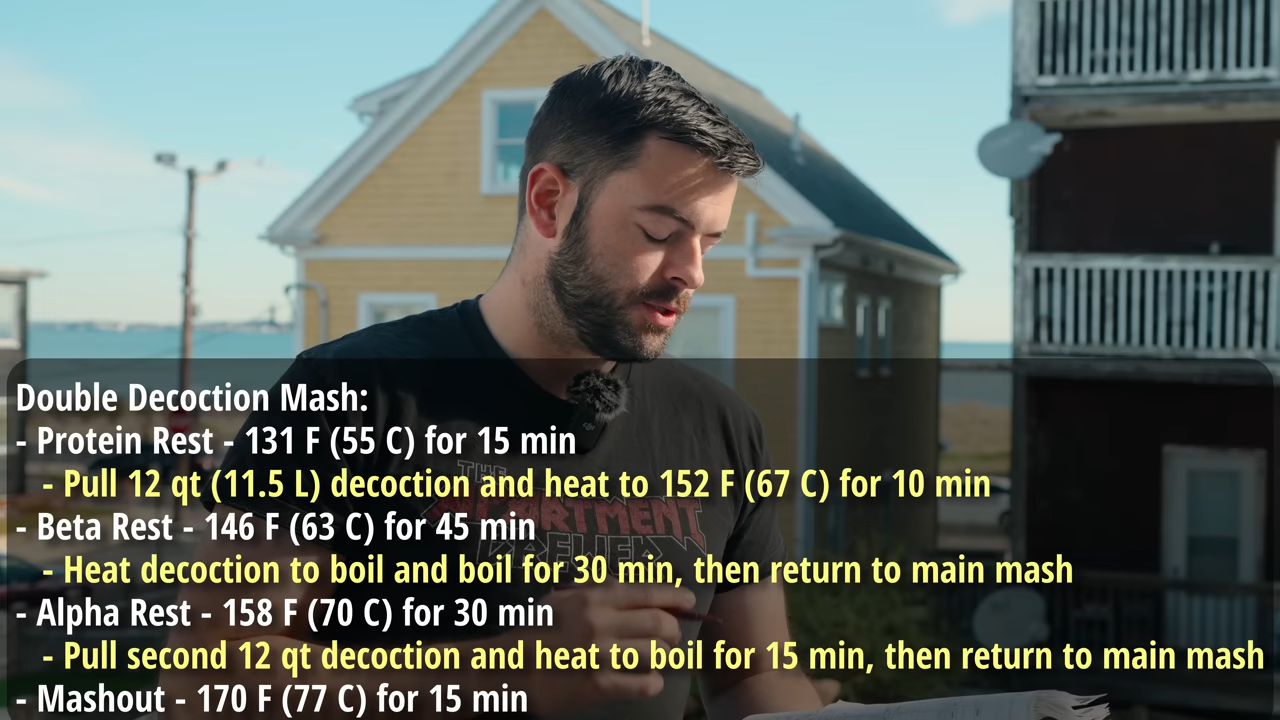 Double Decoction Mash:
- Protein Rest - 131 F (55 C) for 15 min
- Pull 12 qt (11.5 L) decoction and heat to 152 F (67 C) for 10 min
- Beta Rest - 146 F (63 C) for 45 min
- Heat decoction to boil and boil for 30 min, then return to main mash
- Alpha Rest - 158 F (70 C) for 30 min
- Pull second 12 qt decoction and heat to boil for 15 min, then return to main mash
- Mashout - 170 F (77 C) for 15 min
THE
APARTMENT
BREWERY